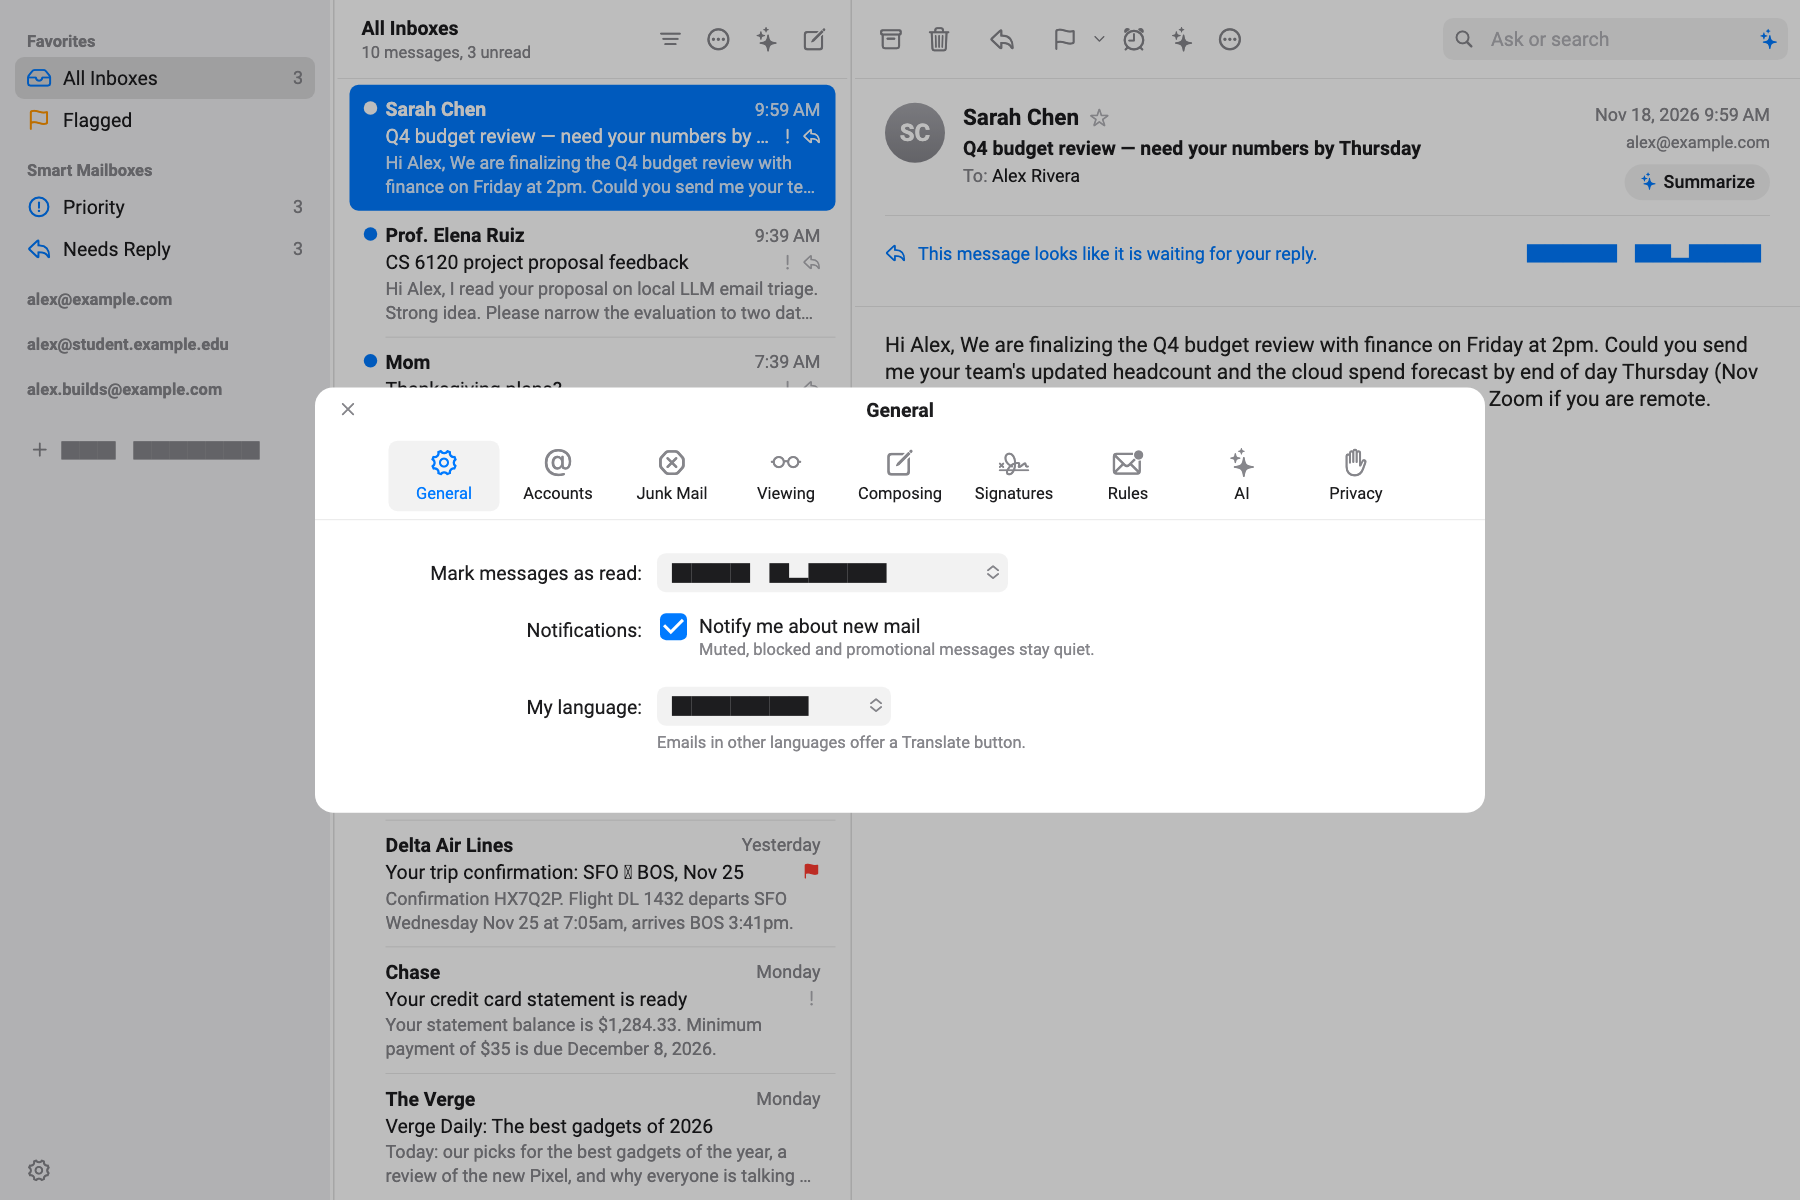 Favorites
All Inboxes 3
Flagged
Smart Mailboxes
Priority 3
Needs Reply 3
alex@example.com
alex@student.example.edu
alex.builds@example.com
All Inboxes
10 messages, 3 unread
Sarah Chen 9:59 AM
Q4 budget review — need your numbers by ... !
Hi Alex, We are finalizing the Q4 budget review with
finance on Friday at 2pm. Could you send me your te...
Prof. Elena Ruiz 9:39 AM
CS 6120 project proposal feedback !
Hi Alex, I read your proposal on local LLM email triage.
Strong idea. Please narrow the evaluation to two dat...
Mom 7:39 AM
Thanksgiving plans?
Delta Air Lines Yesterday
Your trip confirmation: SFO BOS, Nov 25
Confirmation HX7Q2P. Flight DL 1432 departs SFO
Wednesday Nov 25 at 7:05am, arrives BOS 3:41pm.
Chase Monday
Your credit card statement is ready !
Your statement balance is $1,284.33. Minimum
payment of $35 is due December 8, 2026.
The Verge Monday
Verge Daily: The best gadgets of 2026
Today: our picks for the best gadgets of the year, a
review of the new Pixel, and why everyone is talking ...
Ask or search
SC
Sarah Chen
Nov 18, 2026 9:59 AM
Q4 budget review — need your numbers by Thursday
alex@example.com
To: Alex Rivera
Summarize
This message looks like it is waiting for your reply.
Hi Alex, We are finalizing the Q4 budget review with finance on Friday at 2pm. Could you send
me your team's updated headcount and the cloud spend forecast by end of day Thursday (Nov
Zoom if you are remote.
General
General
Accounts
Junk Mail
Viewing
Composing
Signatures
Rules
AI
Privacy
Mark messages as read:
Notifications: Notify me about new mail
Muted, blocked and promotional messages stay quiet.
My language:
Emails in other languages offer a Translate button.